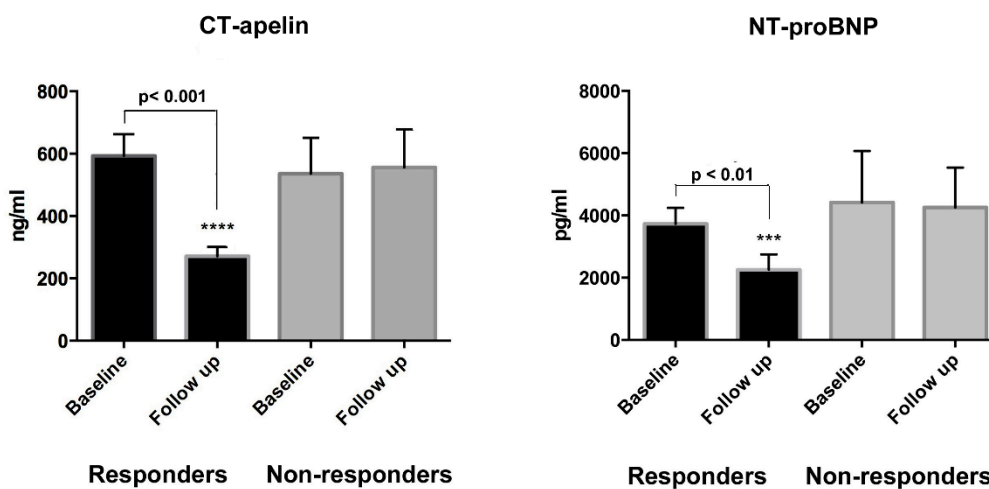 CT-apelin
800
600
400
200
0
ng/ml
p< 0.001
****
Baseline
Follow up
Baseline
Follow up
Responders
Non-responders
NT-proBNP
8000
6000
4000
2000
0
pg/ml
p < 0.01
***
Baseline
Follow up
Baseline
Follow up
Responders
Non-responders